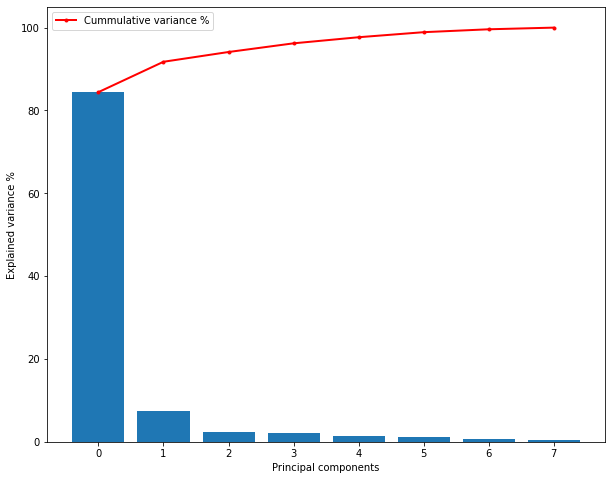 Cummulative variance %
100
80
60
40
20
0
Explained variance %
0 1 2 3 4 5 6 7
Principal components